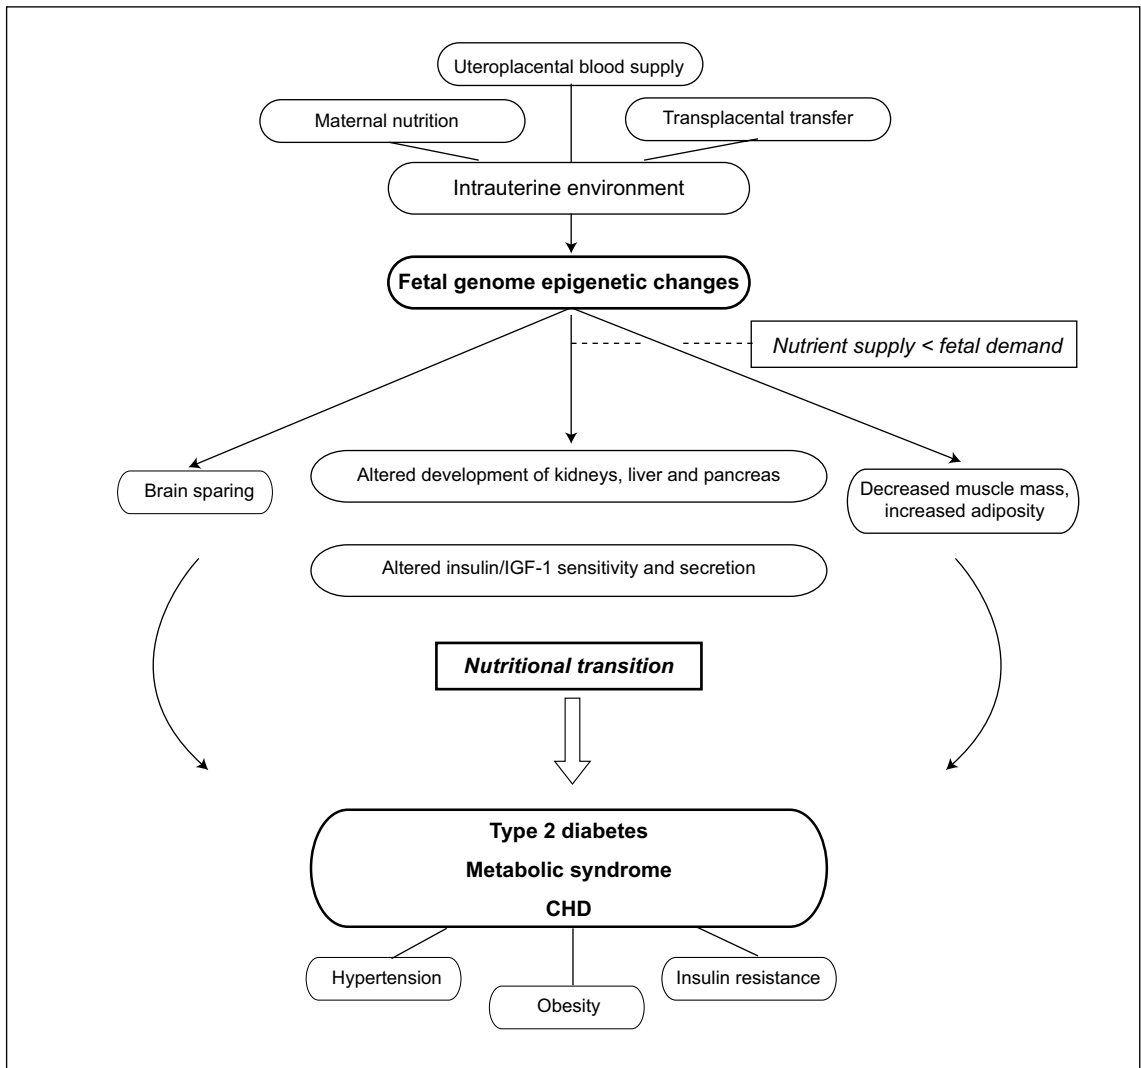 Uteroplacental blood supply
Maternal nutrition
Transplacental transfer
Intrauterine environment
Fetal genome epigenetic changes
Nutrient supply < fetal demand
Brain sparing
Altered development of kidneys, liver and pancreas
Decreased muscle mass,
increased adiposity
Altered insulin/IGF-1 sensitivity and secretion
Nutritional transition
Type 2 diabetes
Metabolic syndrome
CHD
Hypertension
Obesity
Insulin resistance